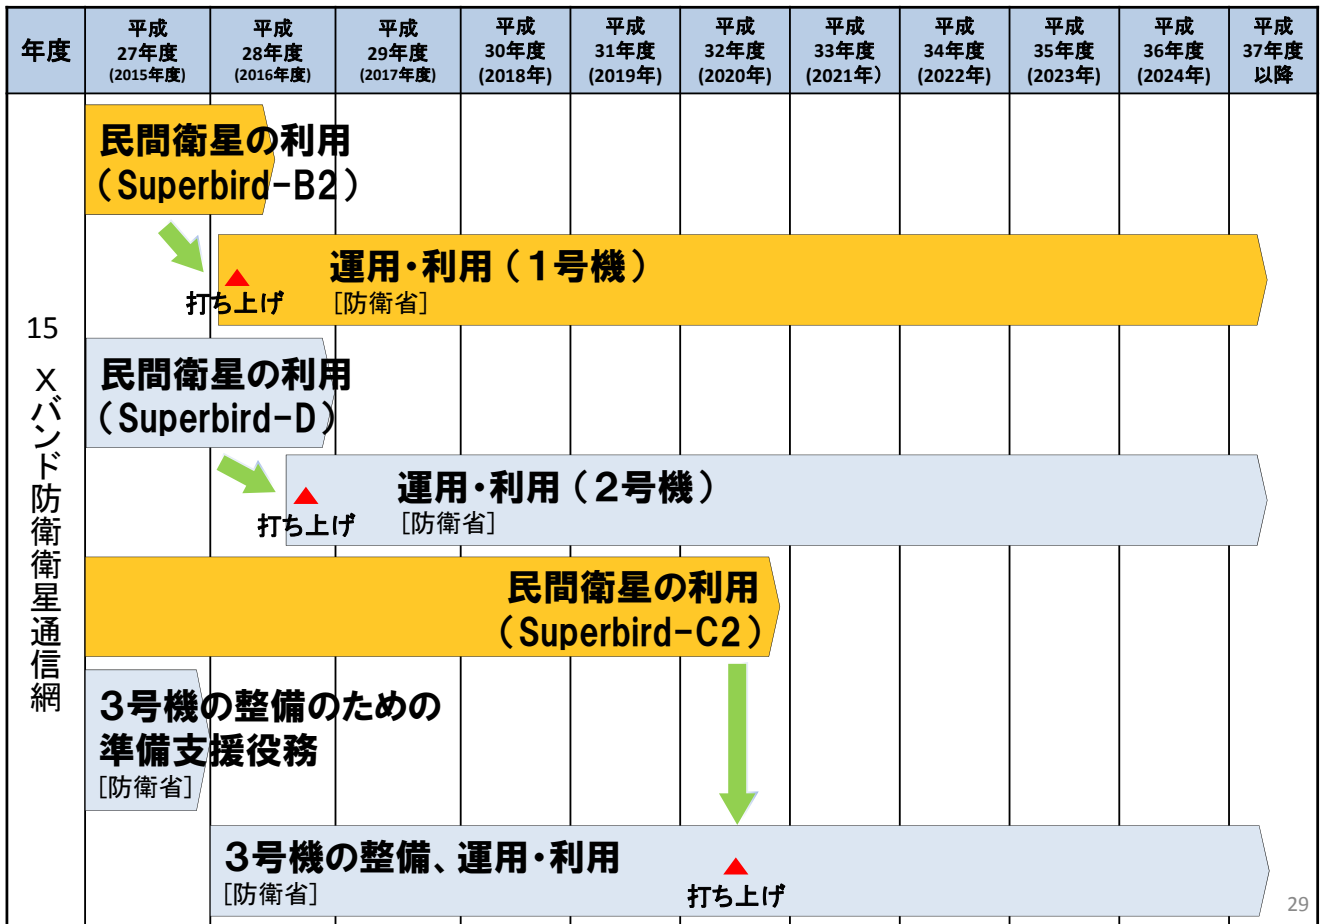 年度
平成
27年度
(2015年度)
平成
28年度
(2016年度)
平成
29年度
(2017年度)
平成
30年度
(2018年)
平成
31年度
(2019年)
平成
32年度
(2020年)
平成
33年度
(2021年)
平成
34年度
(2022年)
平成
35年度
(2023年)
平成
36年度
(2024年)
平成
37年度
以降
15 Xバンド防衛衛星通信網
民間衛星の利用
(Superbird-B2)
運用・利用(1号機)
打ち上げ
[防衛省]
民間衛星の利用
(Superbird-D)
運用・利用(2号機)
打ち上げ
[防衛省]
民間衛星の利用
(Superbird-C2)
3号機の整備のための
準備支援役務
[防衛省]
3号機の整備、運用・利用
[防衛省]
打ち上げ
29